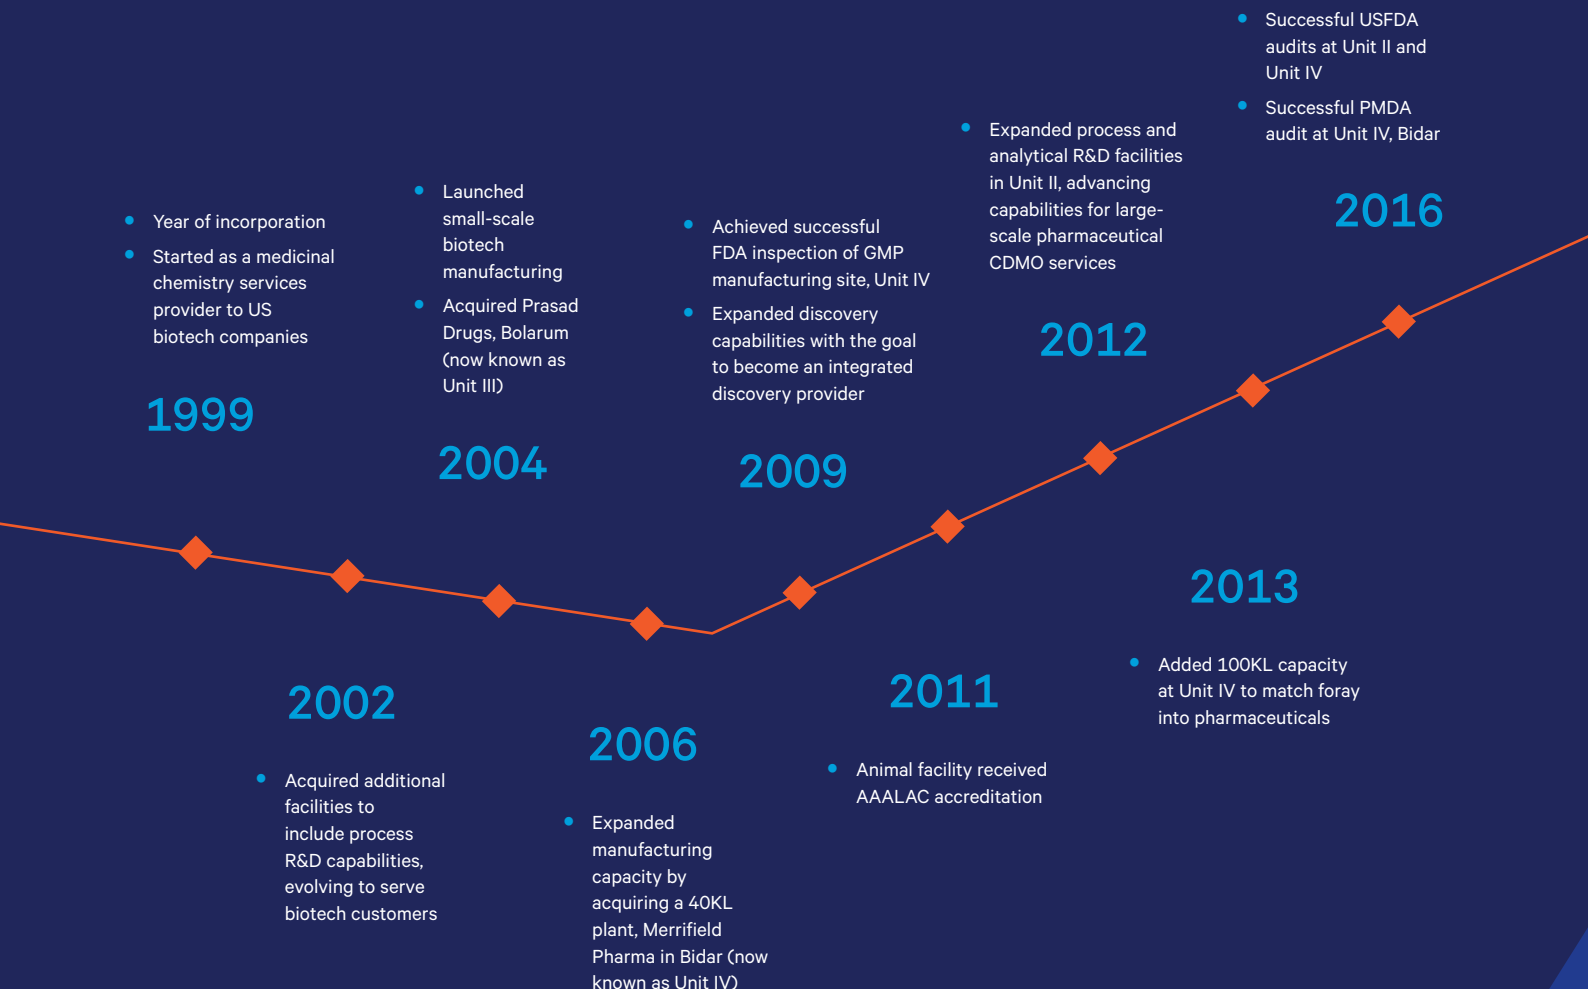 Year of incorporation
Started as a medicinal
chemistry services
provider to US
biotech companies
1999
2002
Acquired additional
facilities to
include process
R&D capabilities,
evolving to serve
biotech customers
Launched
small-scale
biotech
manufacturing
Acquired Prasad
Drugs, Bolarum
(now known as
Unit III)
2004
2006
Expanded
manufacturing
capacity by
acquiring a 40KL
plant, Merrifield
Pharma in Bidar (now
known as Unit IV)
Achieved successful
FDA inspection of GMP
manufacturing site, Unit IV
Expanded discovery
capabilities with the goal
to become an integrated
discovery provider
2009
2011
Animal facility received
AAALAC accreditation
Expanded process and
analytical R&D facilities
in Unit II, advancing
capabilities for large-
scale pharmaceutical
CDMO services
2012
2013
Added 100KL capacity
at Unit IV to match foray
into pharmaceuticals
Successful USFDA
audits at Unit II and
Unit IV
Successful PMDA
audit at Unit IV, Bidar
2016